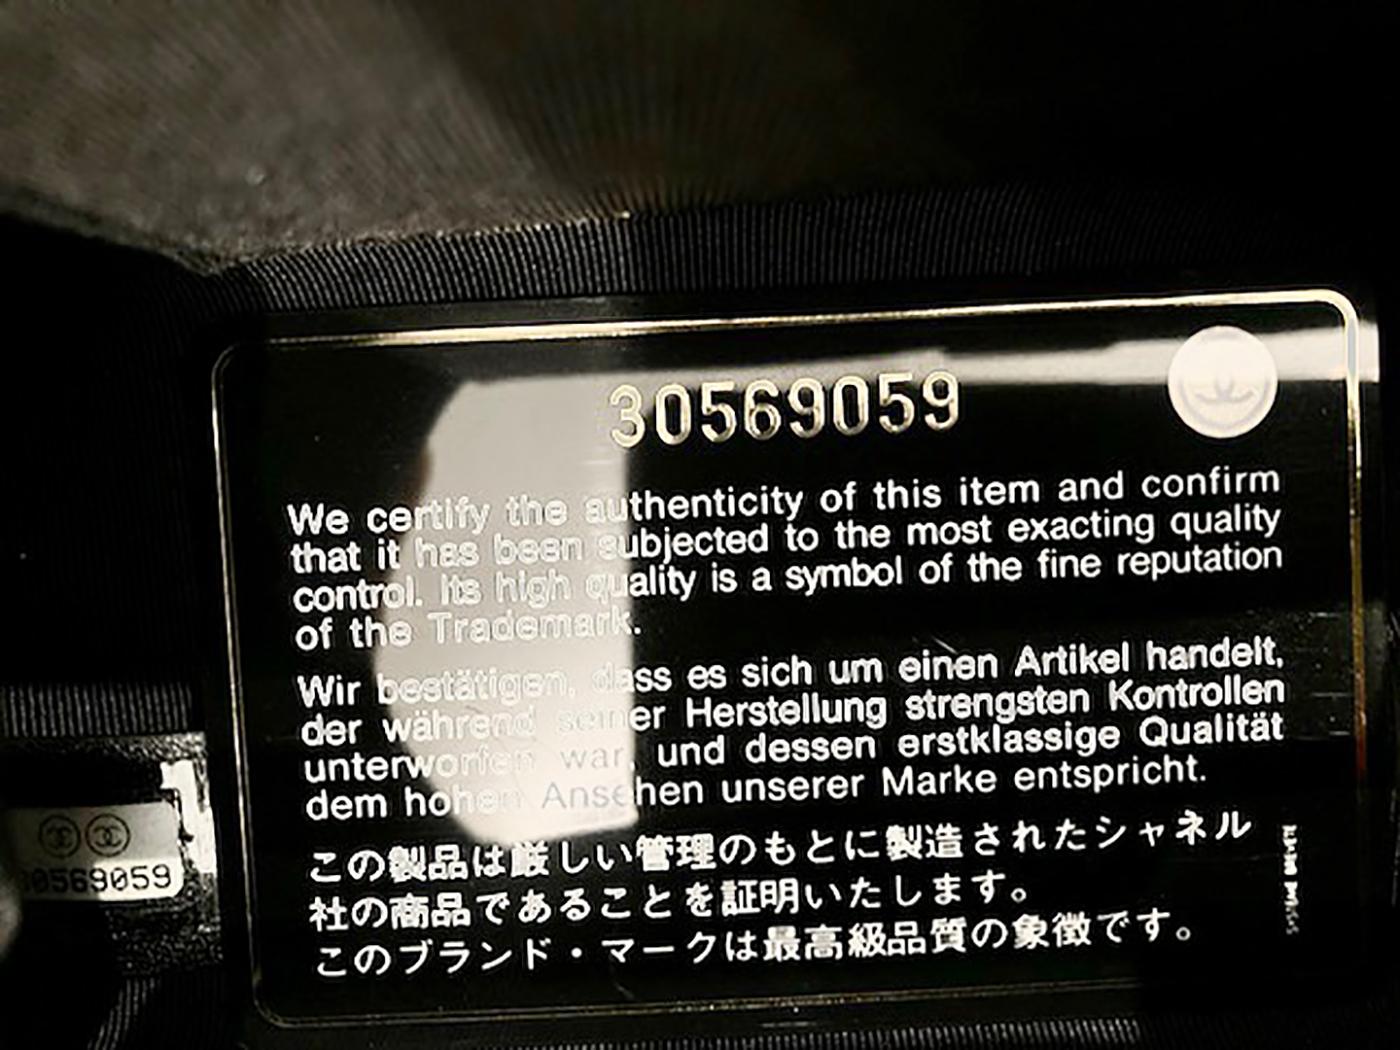 30569059
We certify the authenticity of this item and confirm
that it has been subjected to the most exacting quality
control. Its high quality is a symbol of the fine reputation
of the Trademark.
Wir bestätigen, dass es sich um einen Artikel handelt,
der während seiner Herstellung strengsten Kontrollen
unterworfen war, und dessen erstklassige Qualität
dem hohen Ansehen unserer Marke entspricht.
この製品は厳しい管理のもとに製造されたシャネル
社の商品であることを証明いたします。
このブランド・マークは最高級品質の象徴です。
0569059